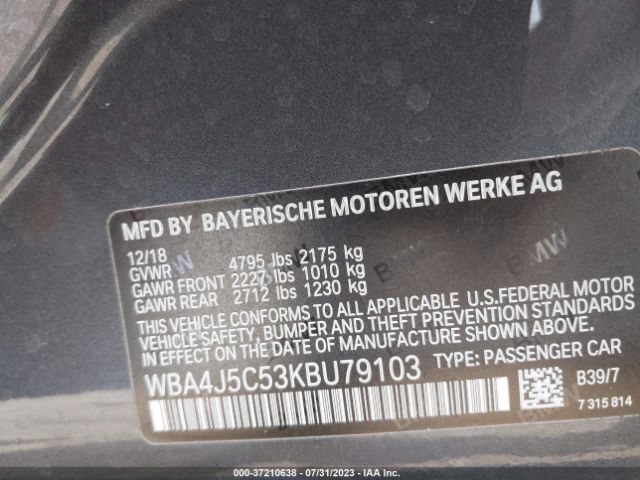 MFD BY BAYERISCHE MOTOREN WERKE AG
12/18
GVWR 4795 lbs 2175 kg
GAWR FRONT 2227 lbs 1010 kg
GAWR REAR 2712 lbs 1230 kg
THIS VEHICLE CONFORMS TO ALL APPLICABLE U.S.FEDERAL MOTOR
VEHICLE SAFETY, BUMPER AND THEFT PREVENTION STANDARDS
IN EFFECT ON THE DATE OF MANUFACTURE SHOWN ABOVE.
WBA4J5C53KBU79103 TYPE: PASSENGER CAR
B39/7
7 315 814
000-37210638 - 07/31/2023 - IAA Inc.